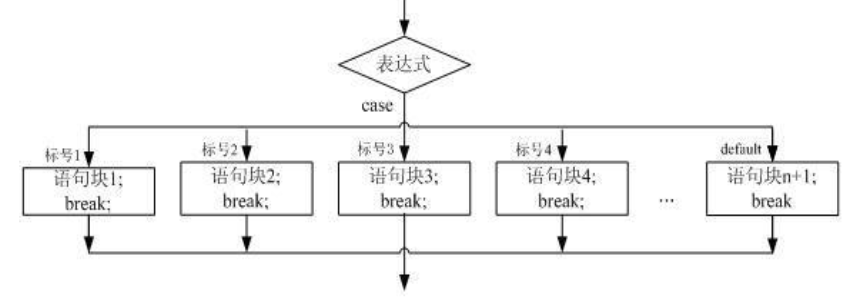 表达式
case
标号1
标号2
标号3
标号4
default
语句块1;
break;
语句块2;
break;
语句块3;
break;
语句块4;
break;
...
语句块n+1;
break